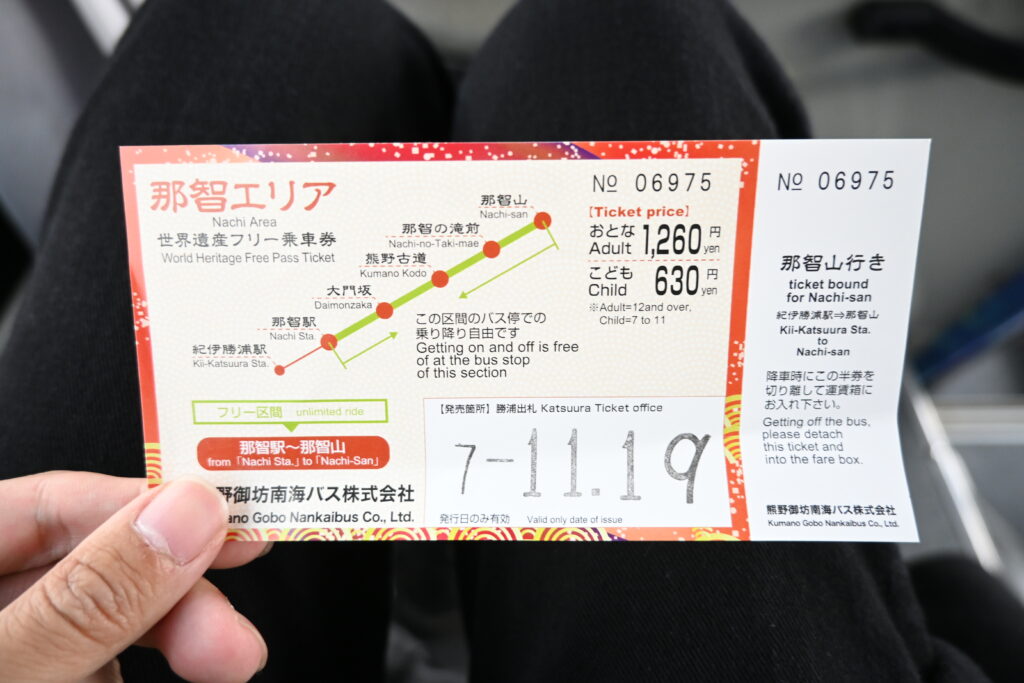 那智エリア
Nachi Area
世界遺産フリー乗車券
World Heritage Free Pass Ticket
那智山
Nachi-san
那智の滝前
Nachi-no-Taki-mae
熊野古道
Kumano Kodo
大門坂
Daimonzaka
那智駅
Nachi Sta.
紀伊勝浦駅
Kii-Katsuura Sta.
この区間のバス停での
乗り降り自由です
Getting on and off is free
of at the bus stop
of this section
フリー区間 unlimited ride
那智駅〜那智山
from「Nachi Sta.」to「Nachi-San」
野御坊南海バス株式会社
mano Gobo Nankaibus Co., Ltd.
No 06975
【Ticket price】
おとな
Adult 1,260 円
yen
こども
Child 630 円
yen
※Adult=12and over,
Child=7 to 11
【発売箇所】勝浦出札 Katsuura Ticket office
7-11.19
発行日のみ有効 Valid only date of issue
No 06975
那智山行き
ticket bound
for Nachi-san
紀伊勝浦駅⇒那智山
Kii-Katsuura Sta.
to
Nachi-san
降車時にこの半券を
切り離して運賃箱に
お入れ下さい。
Getting off the bus,
please detach
this ticket and
into the fare box.
熊野御坊南海バス株式会社
Kumano Gobo Nankaibus Co., Ltd.